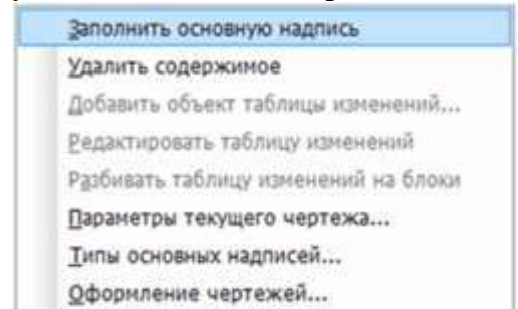 Заполнить основную надпись
Удалить содержимое
Добавить объект таблицы изменений...
Редактировать таблицу изменений
Разбивать таблицу изменений на блоки
Параметры текущего чертежа...
Типы основных надписей...
Оформление чертежей...